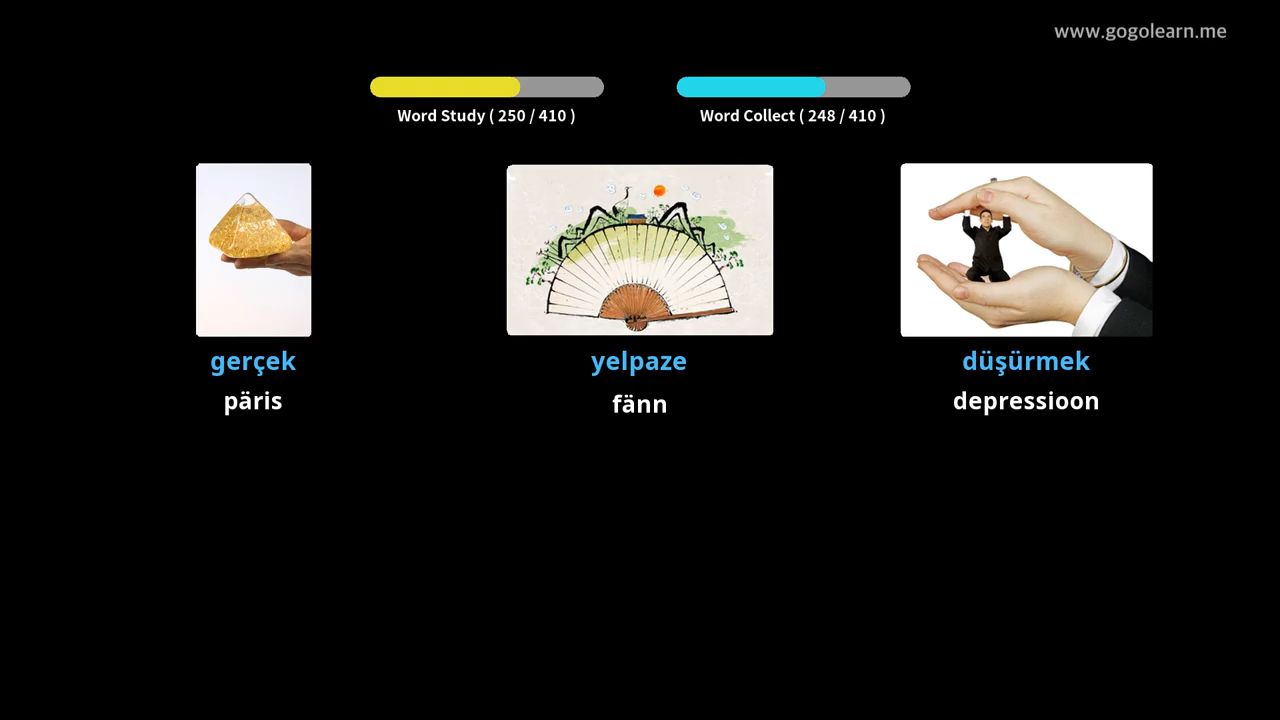 www.gogolearn.me
Word Study ( 250 / 410 )
Word Collect ( 248 / 410 )
gerçek
päris
yelpaze
fänn
düşürmek
depressioon